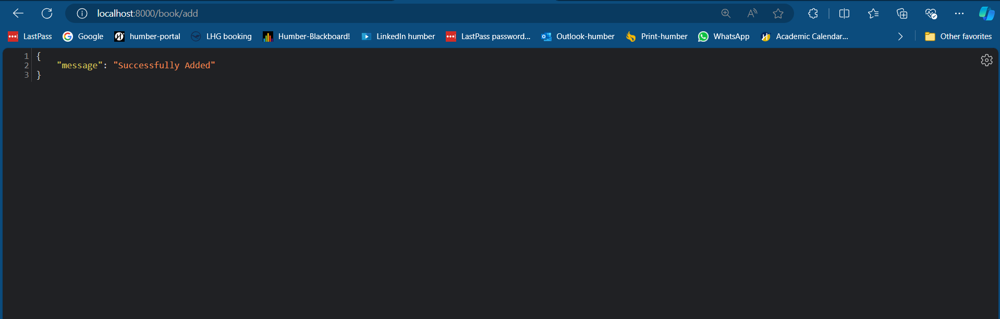 localhost:8000/book/add
LastPass Google humber-portal LHG booking Humber-Blackboard! LinkedIn humber LastPass password... Outlook-humber Print-humber WhatsApp Academic Calendar... Other favorites
1 {
2 "message": "Successfully Added"
3 }